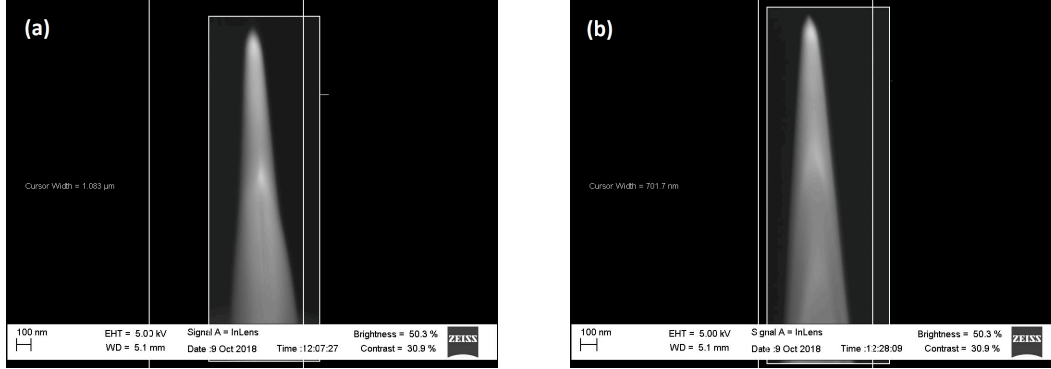 (a)
Cursor Width = 1.083 µm
100 nm
EHT = 5.00 kV
Signal A = InLens
Brightness = 50.3 %
ZEISS
WD = 5.1 mm
Date :9 Oct 2018
Time :12:07:27
Contrast = 30.9 %
(b)
Cursor Width = 701.7 nm
100 nm
EHT = 5.00 kV
Signal A = InLens
Brightness = 50.3 %
ZEISS
WD = 5.1 mm
Date :9 Oct 2018
Time :12:28:09
Contrast = 30.9 %